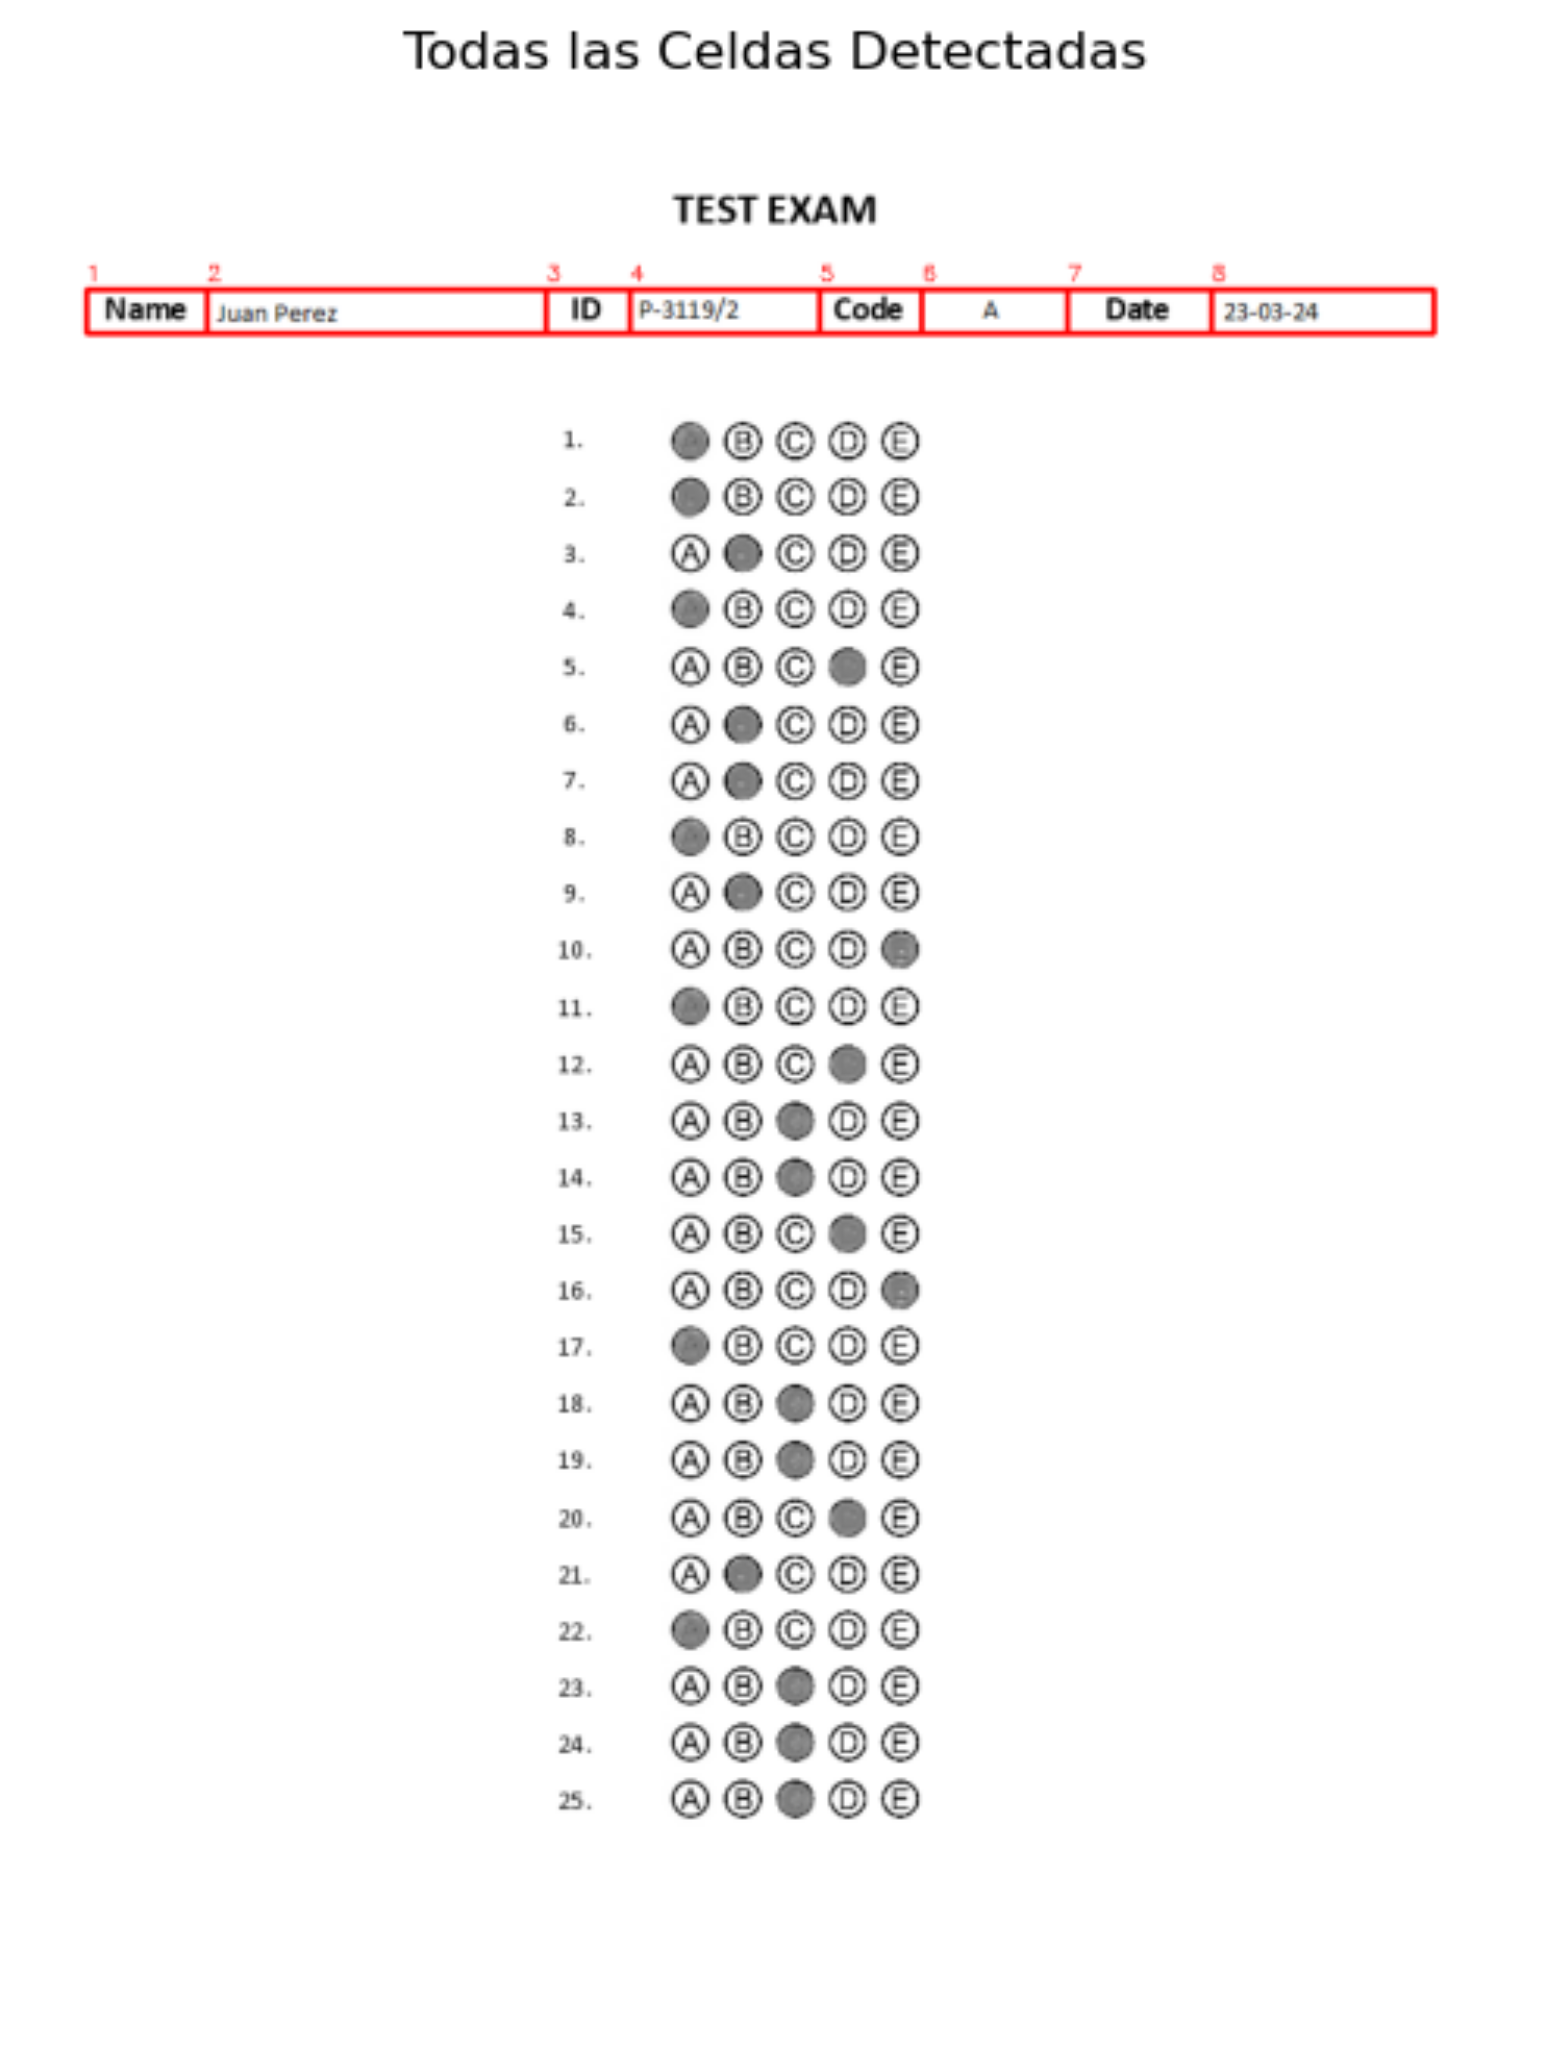 Todas las Celdas Detectadas
TEST EXAM
1 2 3 4 5 6 7 8
Name Juan Perez ID P-3119/2 Code A Date 23-03-24
1. A B C D E
2. B C D E
3. A C D E
4. A B C D E
5. A B C E
6. A C D E
7. A C D E
8. A B C D E
9. A C D E
10. A B C D
11. A B C D E
12. A B C E
13. A B D E
14. A B D E
15. A B C E
16. A B C D
17. A B C D E
18. A B D E
19. A B D E
20. A B C E
21. A C D E
22. A B C D E
23. A B D E
24. A B D E
25. A B D E